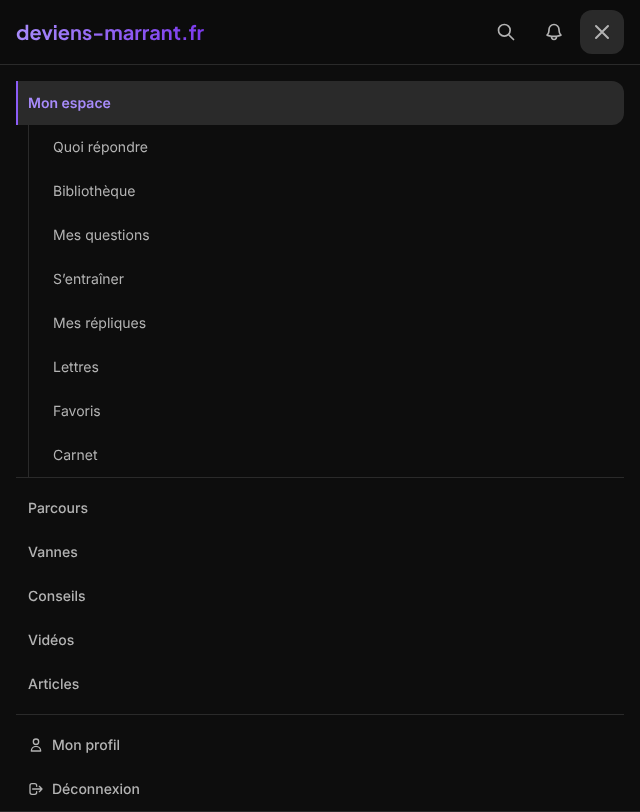 deviens-marrant.fr
Mon espace
Quoi répondre
Bibliothèque
Mes questions
S’entraîner
Mes répliques
Lettres
Favoris
Carnet
Parcours
Vannes
Conseils
Vidéos
Articles
Mon profil
Déconnexion